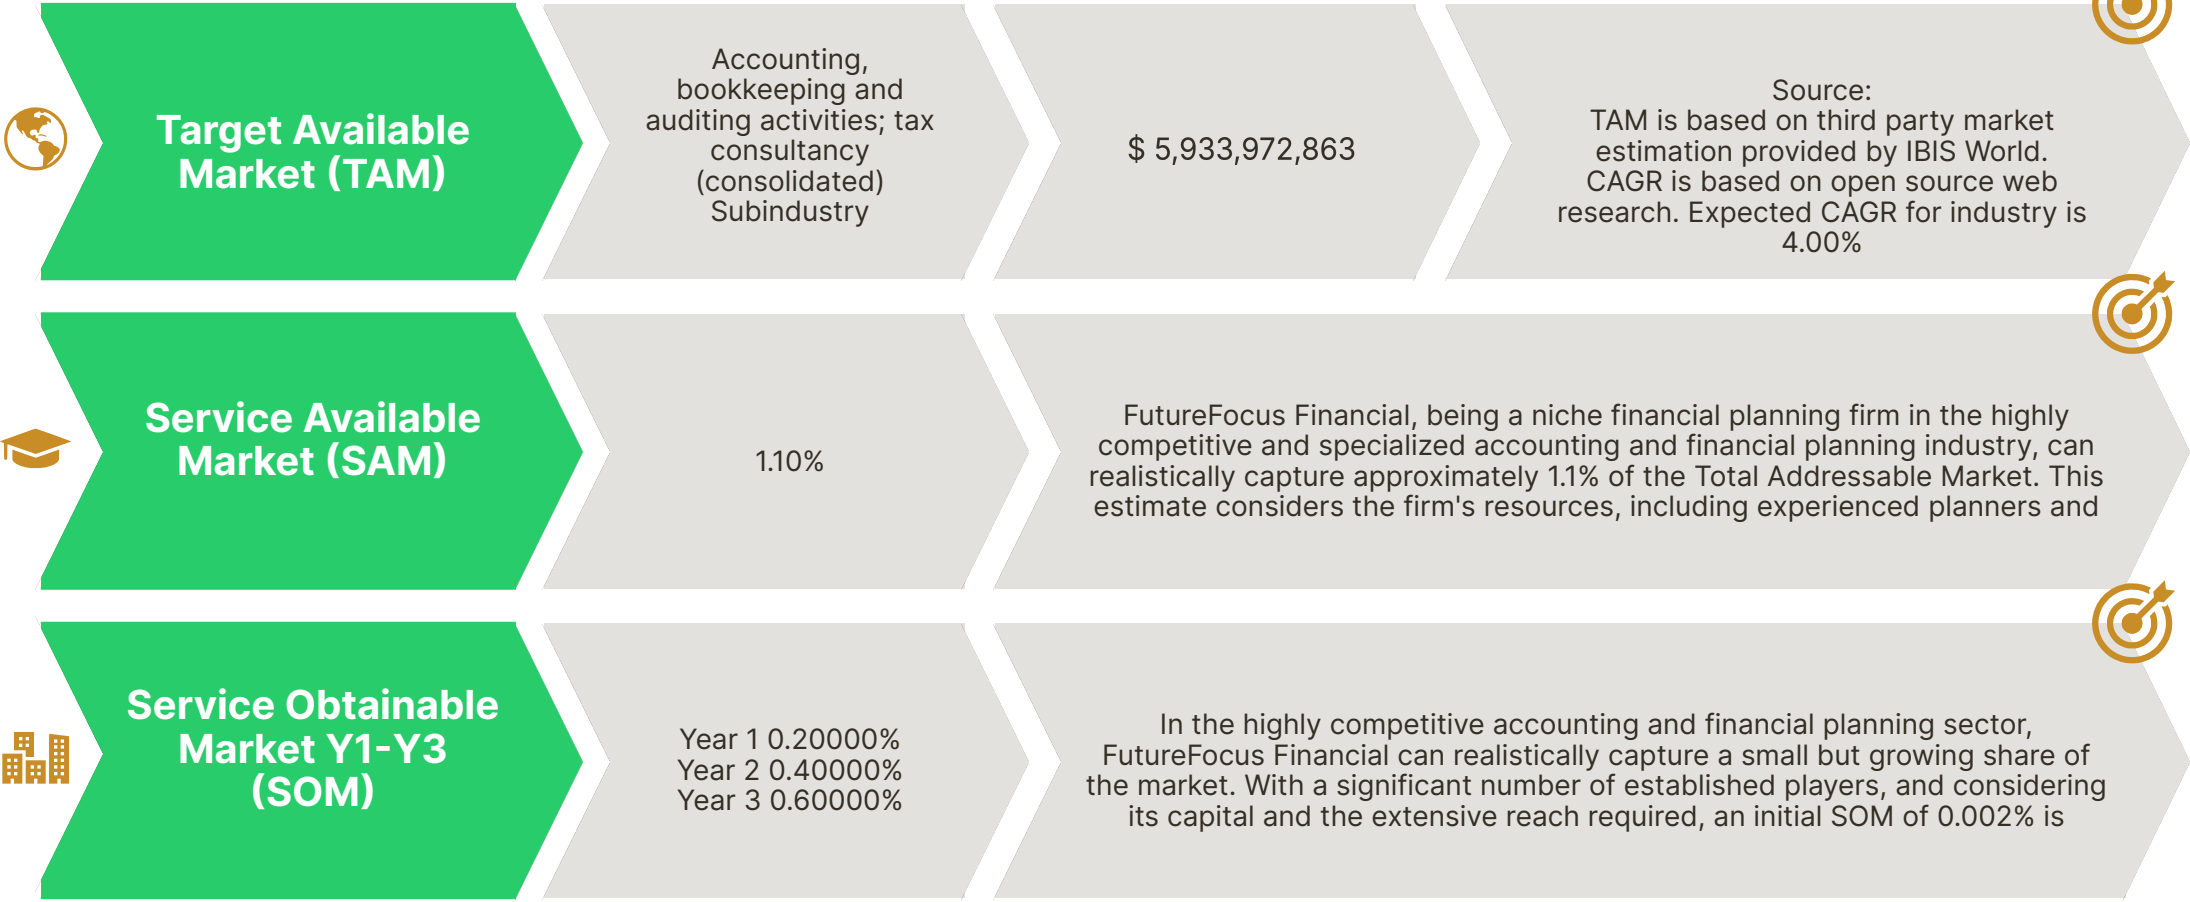 Target Available
Market (TAM)
Accounting,
bookkeeping and
auditing activities; tax
consultancy
(consolidated)
Subindustry
$ 5,933,972,863
Source:
TAM is based on third party market
estimation provided by IBIS World.
CAGR is based on open source web
research. Expected CAGR for industry is
4.00%
Service Available
Market (SAM)
1.10%
FutureFocus Financial, being a niche financial planning firm in the highly
competitive and specialized accounting and financial planning industry, can
realistically capture approximately 1.1% of the Total Addressable Market. This
estimate considers the firm's resources, including experienced planners and
Service Obtainable
Market Y1-Y3
(SOM)
Year 1 0.20000%
Year 2 0.40000%
Year 3 0.60000%
In the highly competitive accounting and financial planning sector,
FutureFocus Financial can realistically capture a small but growing share of
the market. With a significant number of established players, and considering
its capital and the extensive reach required, an initial SOM of 0.002% is